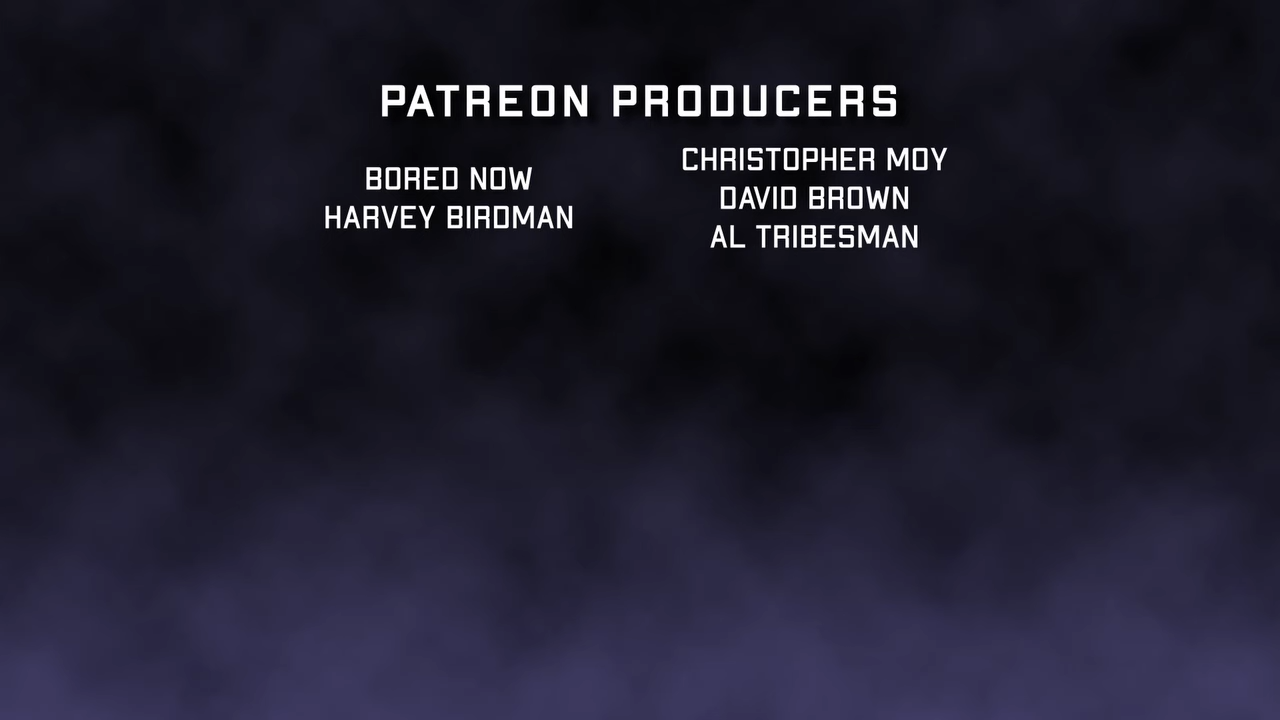 PATREON PRODUCERS
BORED NOW
HARVEY BIRDMAN
CHRISTOPHER MOY
DAVID BROWN
AL TRIBESMAN